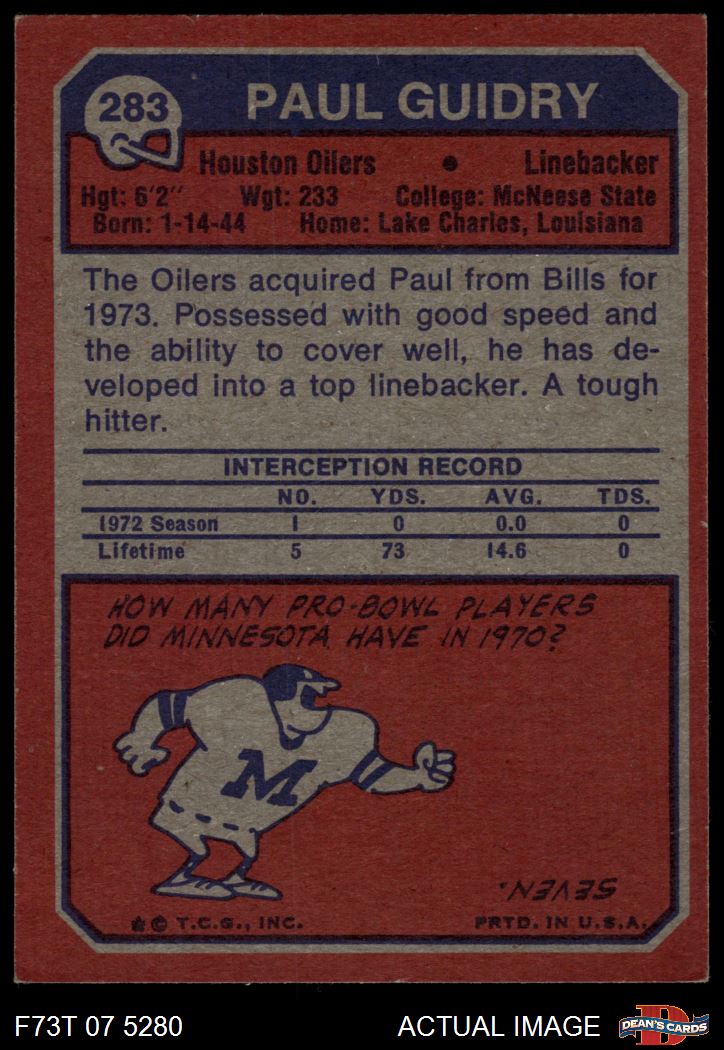 283
PAUL GUIDRY
Houston Oilers • Linebacker
Hgt: 6'2" Wgt: 233 College: McNeese State
Born: 1-14-44 Home: Lake Charles, Louisiana
The Oilers acquired Paul from Bills for
1973. Possessed with good speed and
the ability to cover well, he has de-
veloped into a top linebacker. A tough
hitter.
INTERCEPTION RECORD
NO. YDS. AVG. TDS.
1972 Season 1 0 0.0 0
Lifetime 5 73 14.6 0
HOW MANY PRO-BOWL PLAYERS
DID MINNESOTA HAVE IN 1970?
M
SEVEN.
© T.C.G., INC. PRTD. IN U.S.A.
F73T 07 5280 ACTUAL IMAGE
D
DEAN'S CARDS